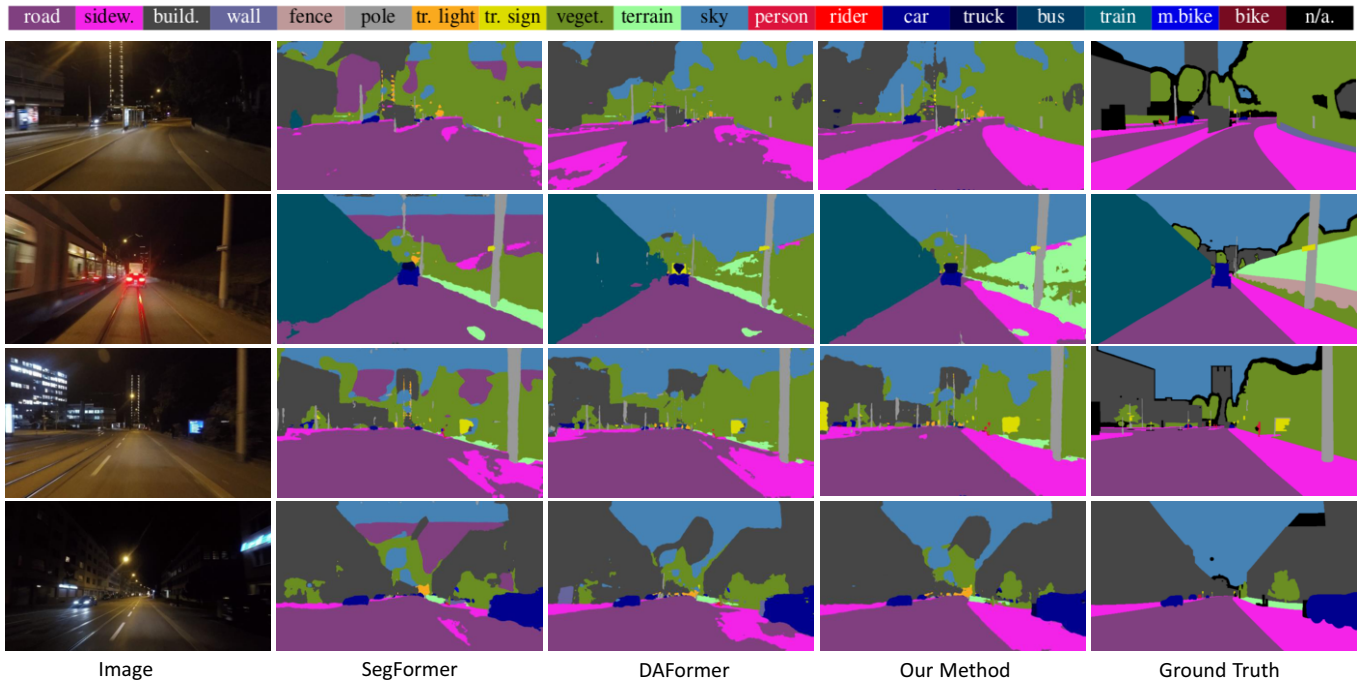 road sidew. build. wall fence pole tr. light tr. sign veget. terrain sky person rider car truck bus train m.bike bike n/a.
Image SegFormer DAFormer Our Method Ground Truth